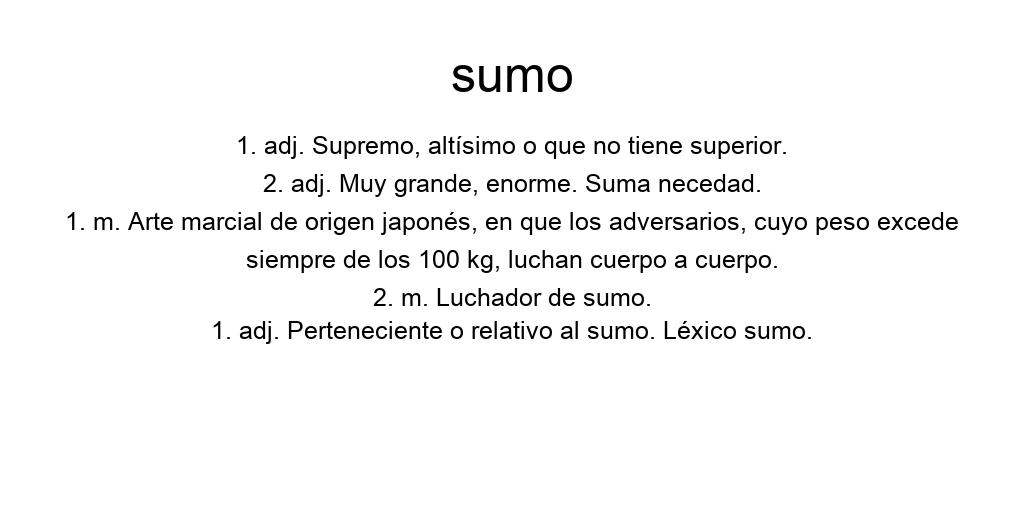 sumo
1. adj. Supremo, altísimo o que no tiene superior.
2. adj. Muy grande, enorme. Suma necedad.
1. m. Arte marcial de origen japonés, en que los adversarios, cuyo peso excede
siempre de los 100 kg, luchan cuerpo a cuerpo.
2. m. Luchador de sumo.
1. adj. Perteneciente o relativo al sumo. Léxico sumo.